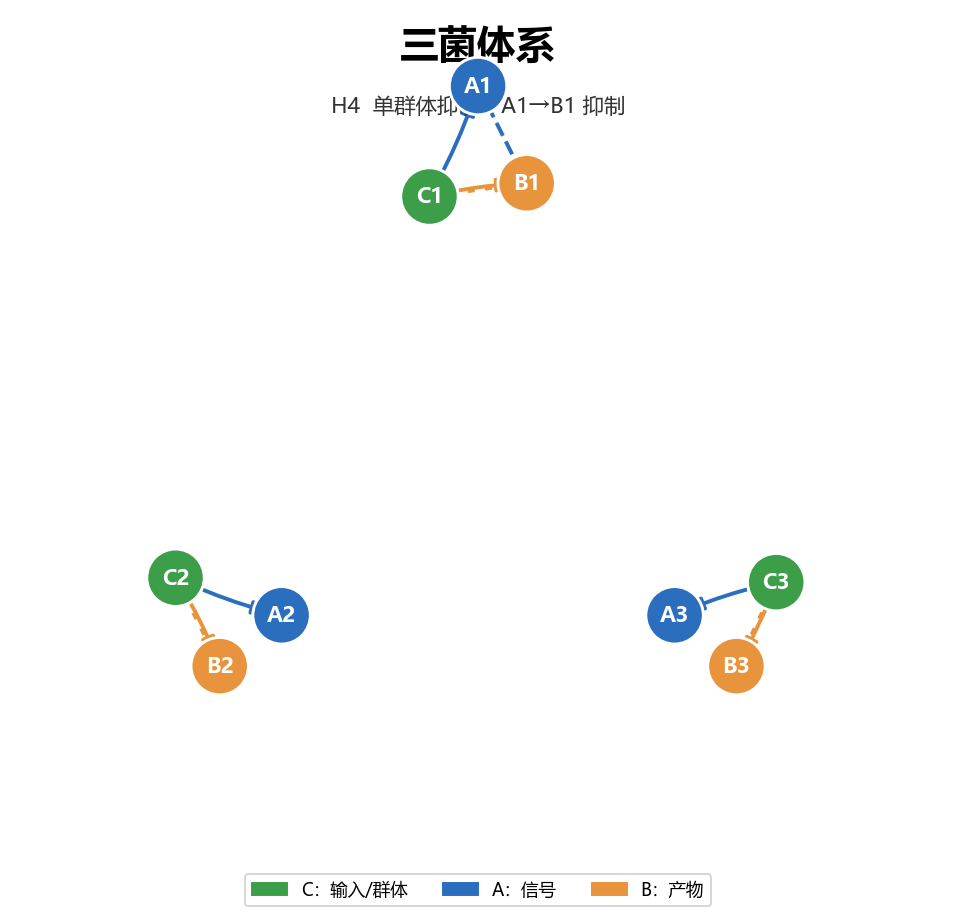 三菌体系
A1
H4 单群体抑 A1→B1 抑制
B1
C1
C2
C3
A2
A3
B2
B3
C: 输入/群体
A: 信号
B: 产物